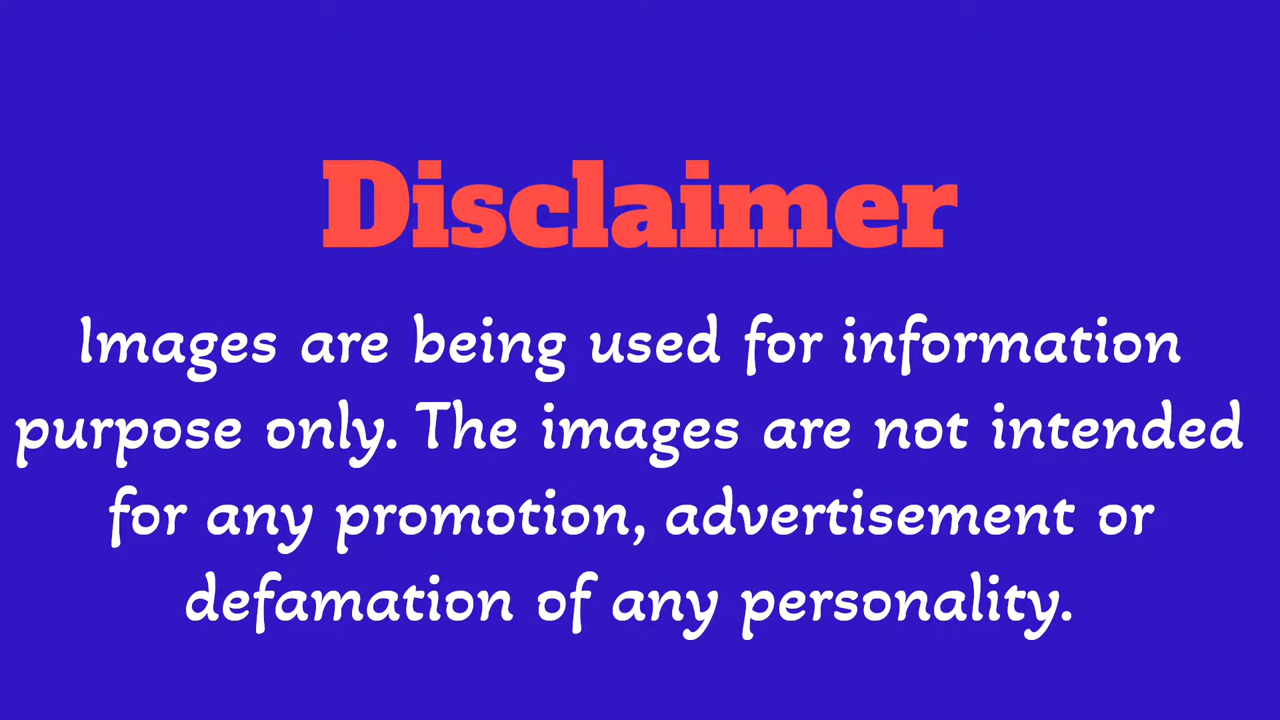 Disclaimer
Images are being used for information
purpose only. The images are not intended
for any promotion, advertisement or
defamation of any personality.